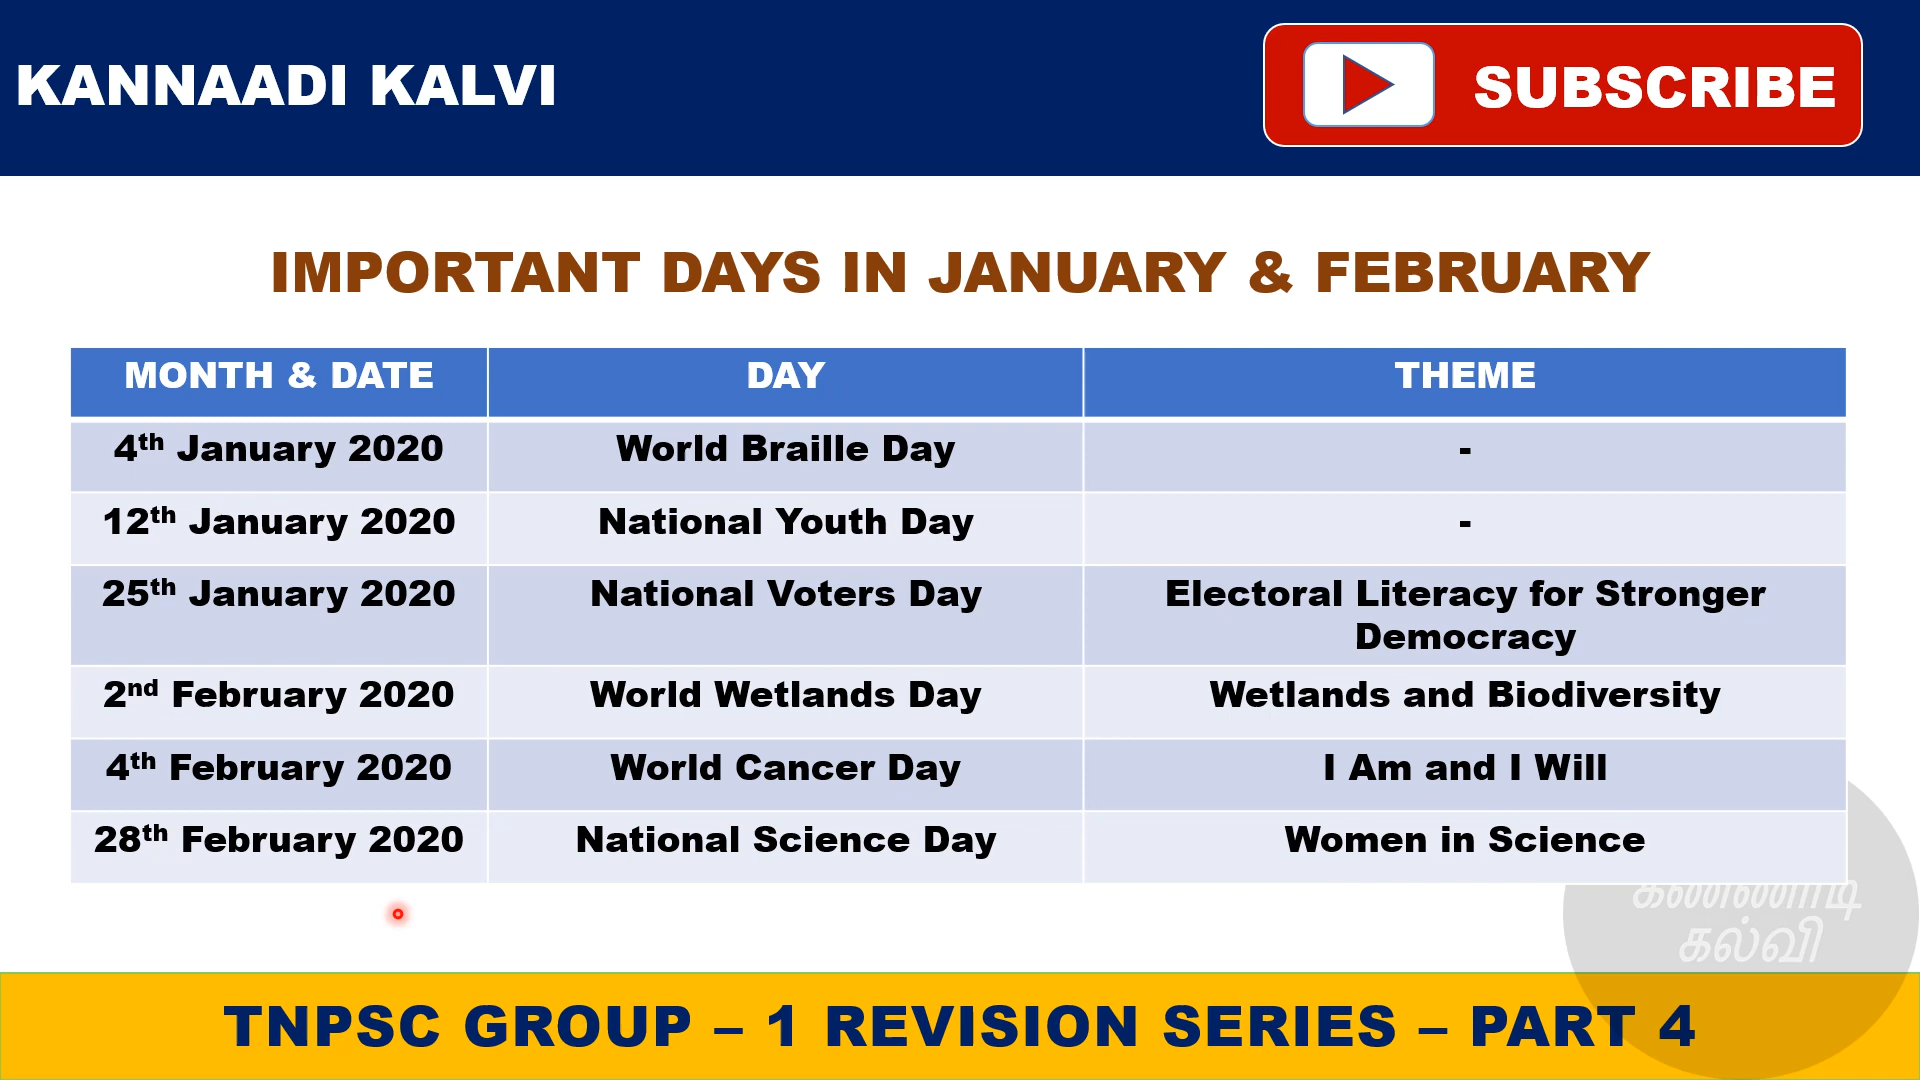 KANNAADI KALVI
SUBSCRIBE
IMPORTANT DAYS IN JANUARY & FEBRUARY
MONTH & DATE DAY THEME
4th January 2020 World Braille Day -
12th January 2020 National Youth Day -
25th January 2020 National Voters Day Electoral Literacy for Stronger
Democracy
2nd February 2020 World Wetlands Day Wetlands and Biodiversity
4th February 2020 World Cancer Day I Am and I Will
28th February 2020 National Science Day Women in Science
கண்ணாடி
கல்வி
TNPSC GROUP – 1 REVISION SERIES – PART 4